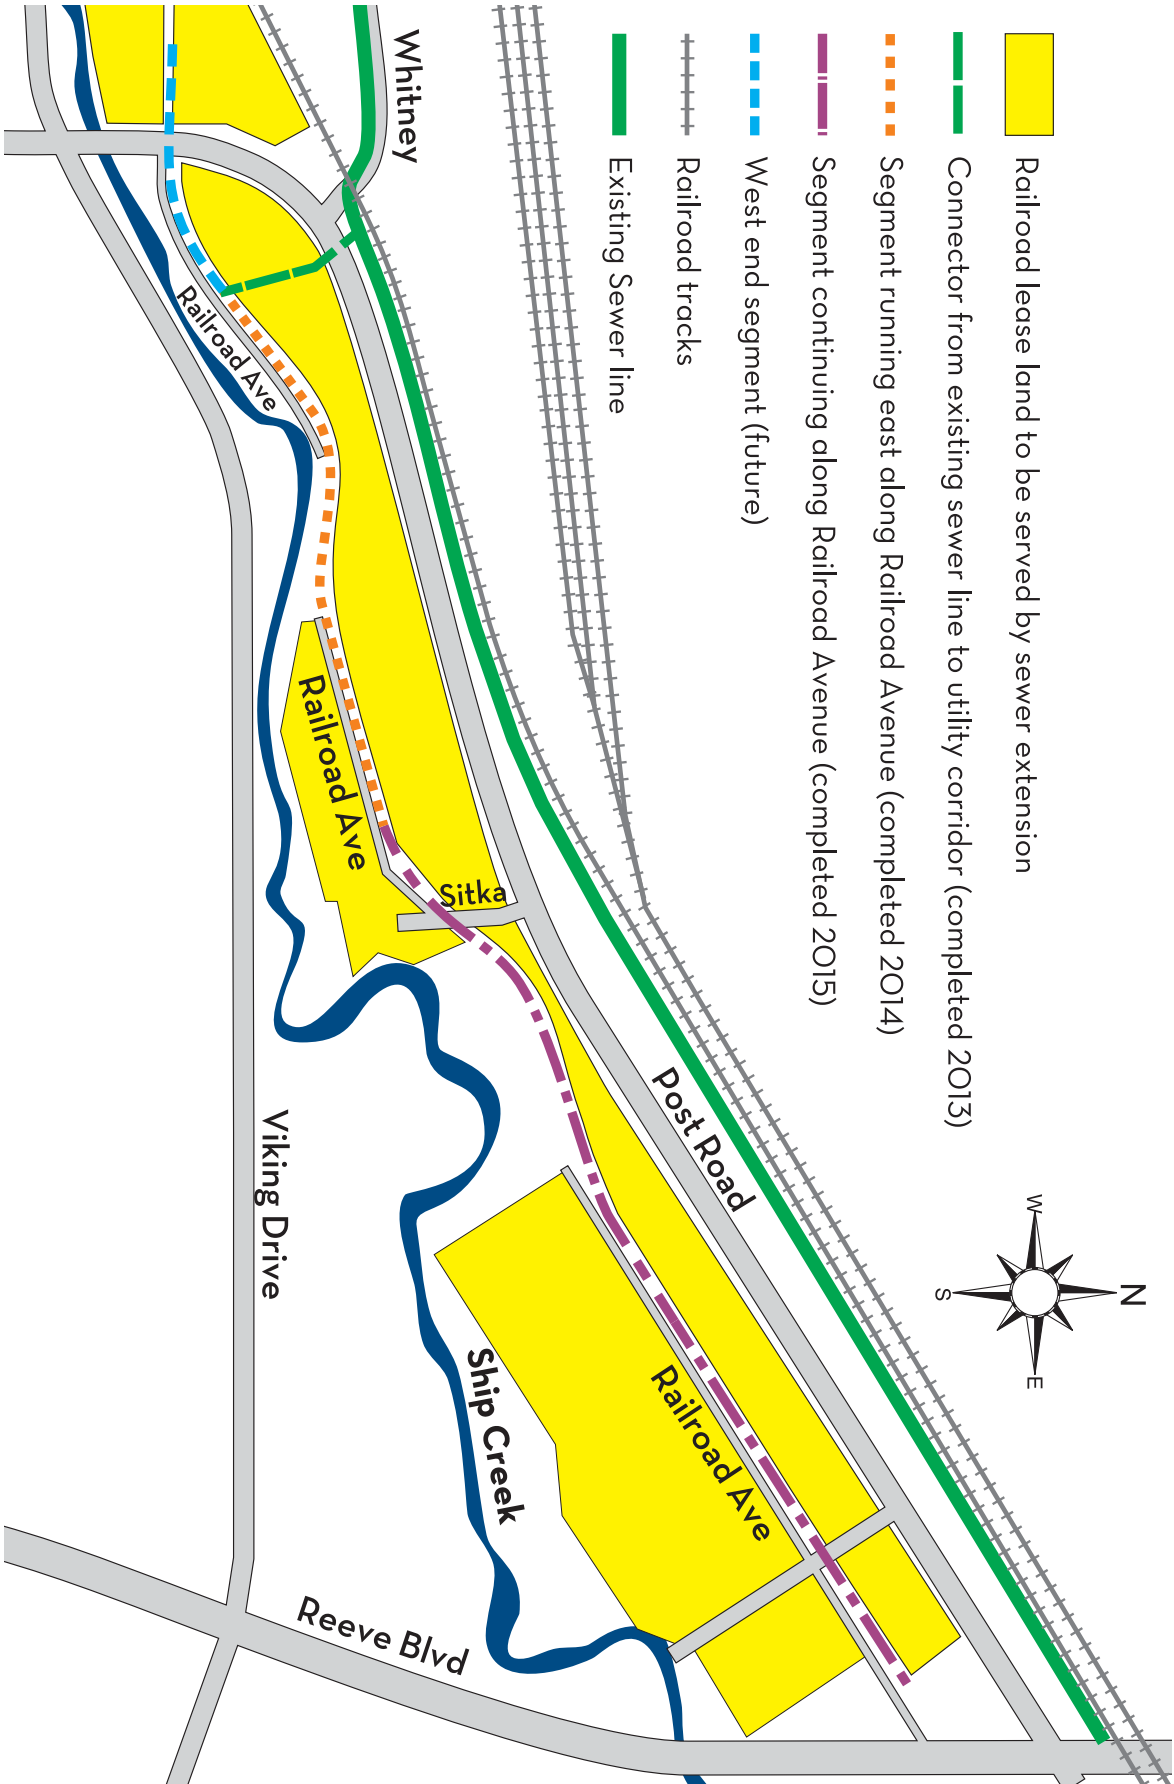 Railroad lease land to be served by sewer extension
Connector from existing sewer line to utility corridor (completed 2013)
Segment running east along Railroad Avenue (completed 2014)
Segment continuing along Railroad Avenue (completed 2015)
West end segment (future)
Railroad tracks
Existing Sewer line
N
W
E
S
Whitney
Post Road
Sitka
Railroad Ave
Railroad Ave
Railroad Ave
Ship Creek
Viking Drive
Reeve Blvd